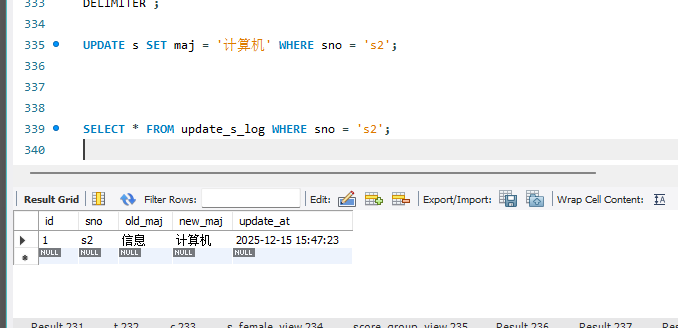 333 DELIMITER ;
334
335 UPDATE s SET maj = '计算机' WHERE sno = 's2';
336
337
338
339 SELECT * FROM update_s_log WHERE sno = 's2';
340
Result Grid Filter Rows: Edit: Export/Import: Wrap Cell Content:
id sno old_maj new_maj update_at
1 s2 信息 计算机 2025-12-15 15:47:23
NULL NULL NULL NULL NULL
Result 231 t 232 c 233 s_female_view 234 score_group_view 235 Result 236 Result 237 Result